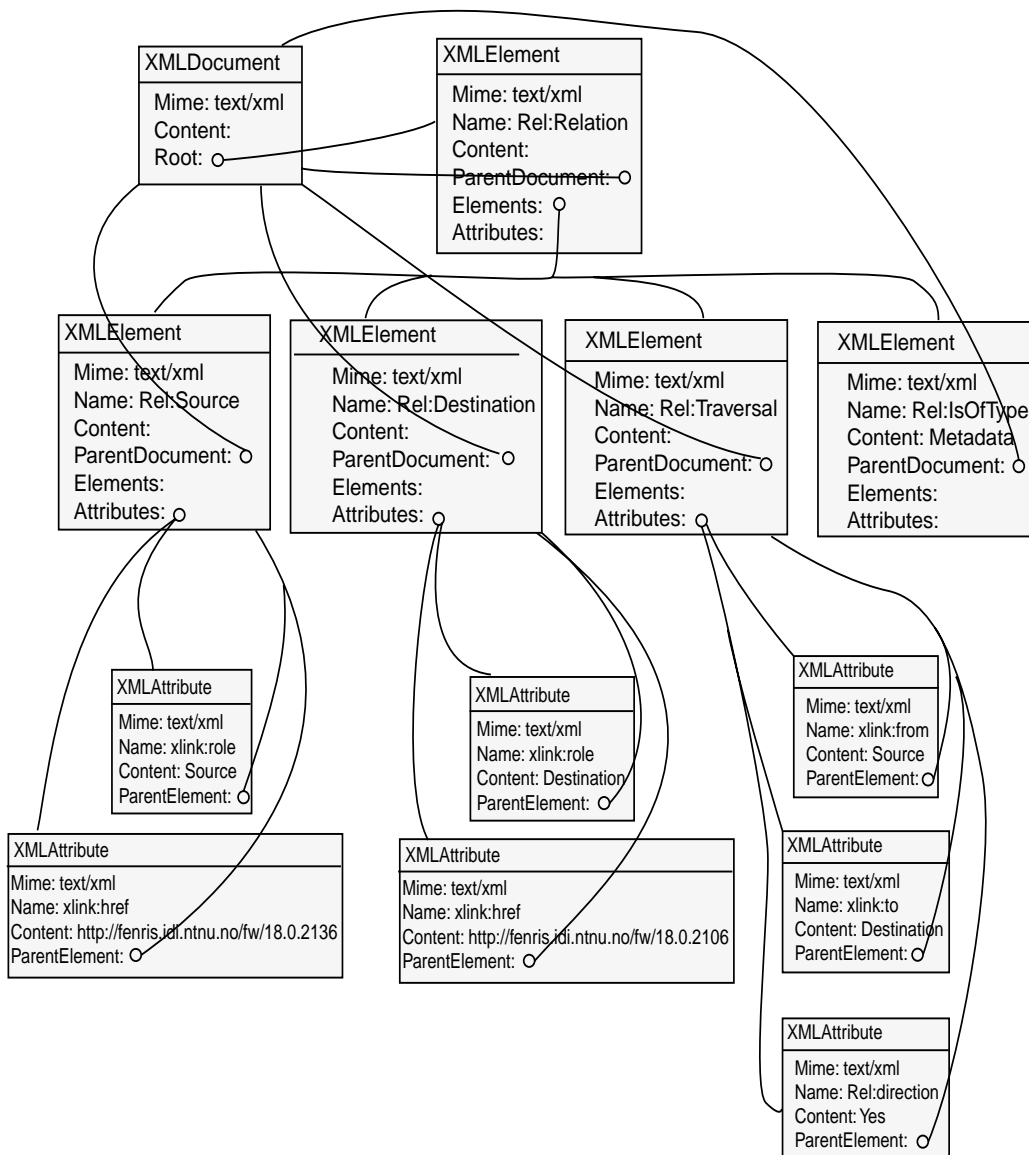 XMLDocument
Mime: text/xml
Content:
Root:
XMLElement
Mime: text/xml
Name: Rel:Relation
Content:
ParentDocument:
Elements:
Attributes:
XMLElement
Mime: text/xml
Name: Rel:Source
Content:
ParentDocument:
Elements:
Attributes:
XMLElement
Mime: text/xml
Name: Rel:Destination
Content:
ParentDocument:
Elements:
Attributes:
XMLElement
Mime: text/xml
Name: Rel:Traversal
Content:
ParentDocument:
Elements:
Attributes:
XMLElement
Mime: text/xml
Name: Rel:IsOfType
Content: Metadata
ParentDocument:
Elements:
Attributes:
XMLAttribute
Mime: text/xml
Name: xlink:role
Content: Source
ParentElement:
XMLAttribute
Mime: text/xml
Name: xlink:href
Content: http://fenris.idi.ntnu.no/fw/18.0.2136
ParentElement:
XMLAttribute
Mime: text/xml
Name: xlink:role
Content: Destination
ParentElement:
XMLAttribute
Mime: text/xml
Name: xlink:href
Content: http://fenris.idi.ntnu.no/fw/18.0.2106
ParentElement:
XMLAttribute
Mime: text/xml
Name: xlink:from
Content: Source
ParentElement:
XMLAttribute
Mime: text/xml
Name: xlink:to
Content: Destination
ParentElement:
XMLAttribute
Mime: text/xml
Name: Rel:direction
Content: Yes
ParentElement: